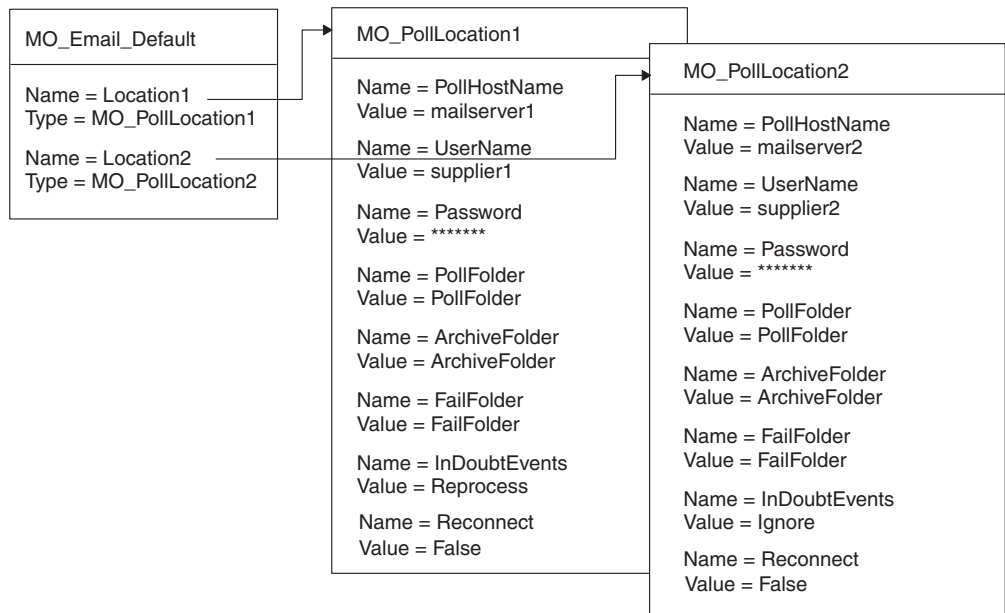 MO_Email_Default
Name = Location1
Type = MO_PollLocation1
Name = Location2
Type = MO_PollLocation2
MO_PollLocation1
Name = PollHostName
Value = mailserver1
Name = UserName
Value = supplier1
Name = Password
Value = *******
Name = PollFolder
Value = PollFolder
Name = ArchiveFolder
Value = ArchiveFolder
Name = FailFolder
Value = FailFolder
Name = InDoubtEvents
Value = Reprocess
Name = Reconnect
Value = False
MO_PollLocation2
Name = PollHostName
Value = mailserver2
Name = UserName
Value = supplier2
Name = Password
Value = *******
Name = PollFolder
Value = PollFolder
Name = ArchiveFolder
Value = ArchiveFolder
Name = FailFolder
Value = FailFolder
Name = InDoubtEvents
Value = Ignore
Name = Reconnect
Value = False